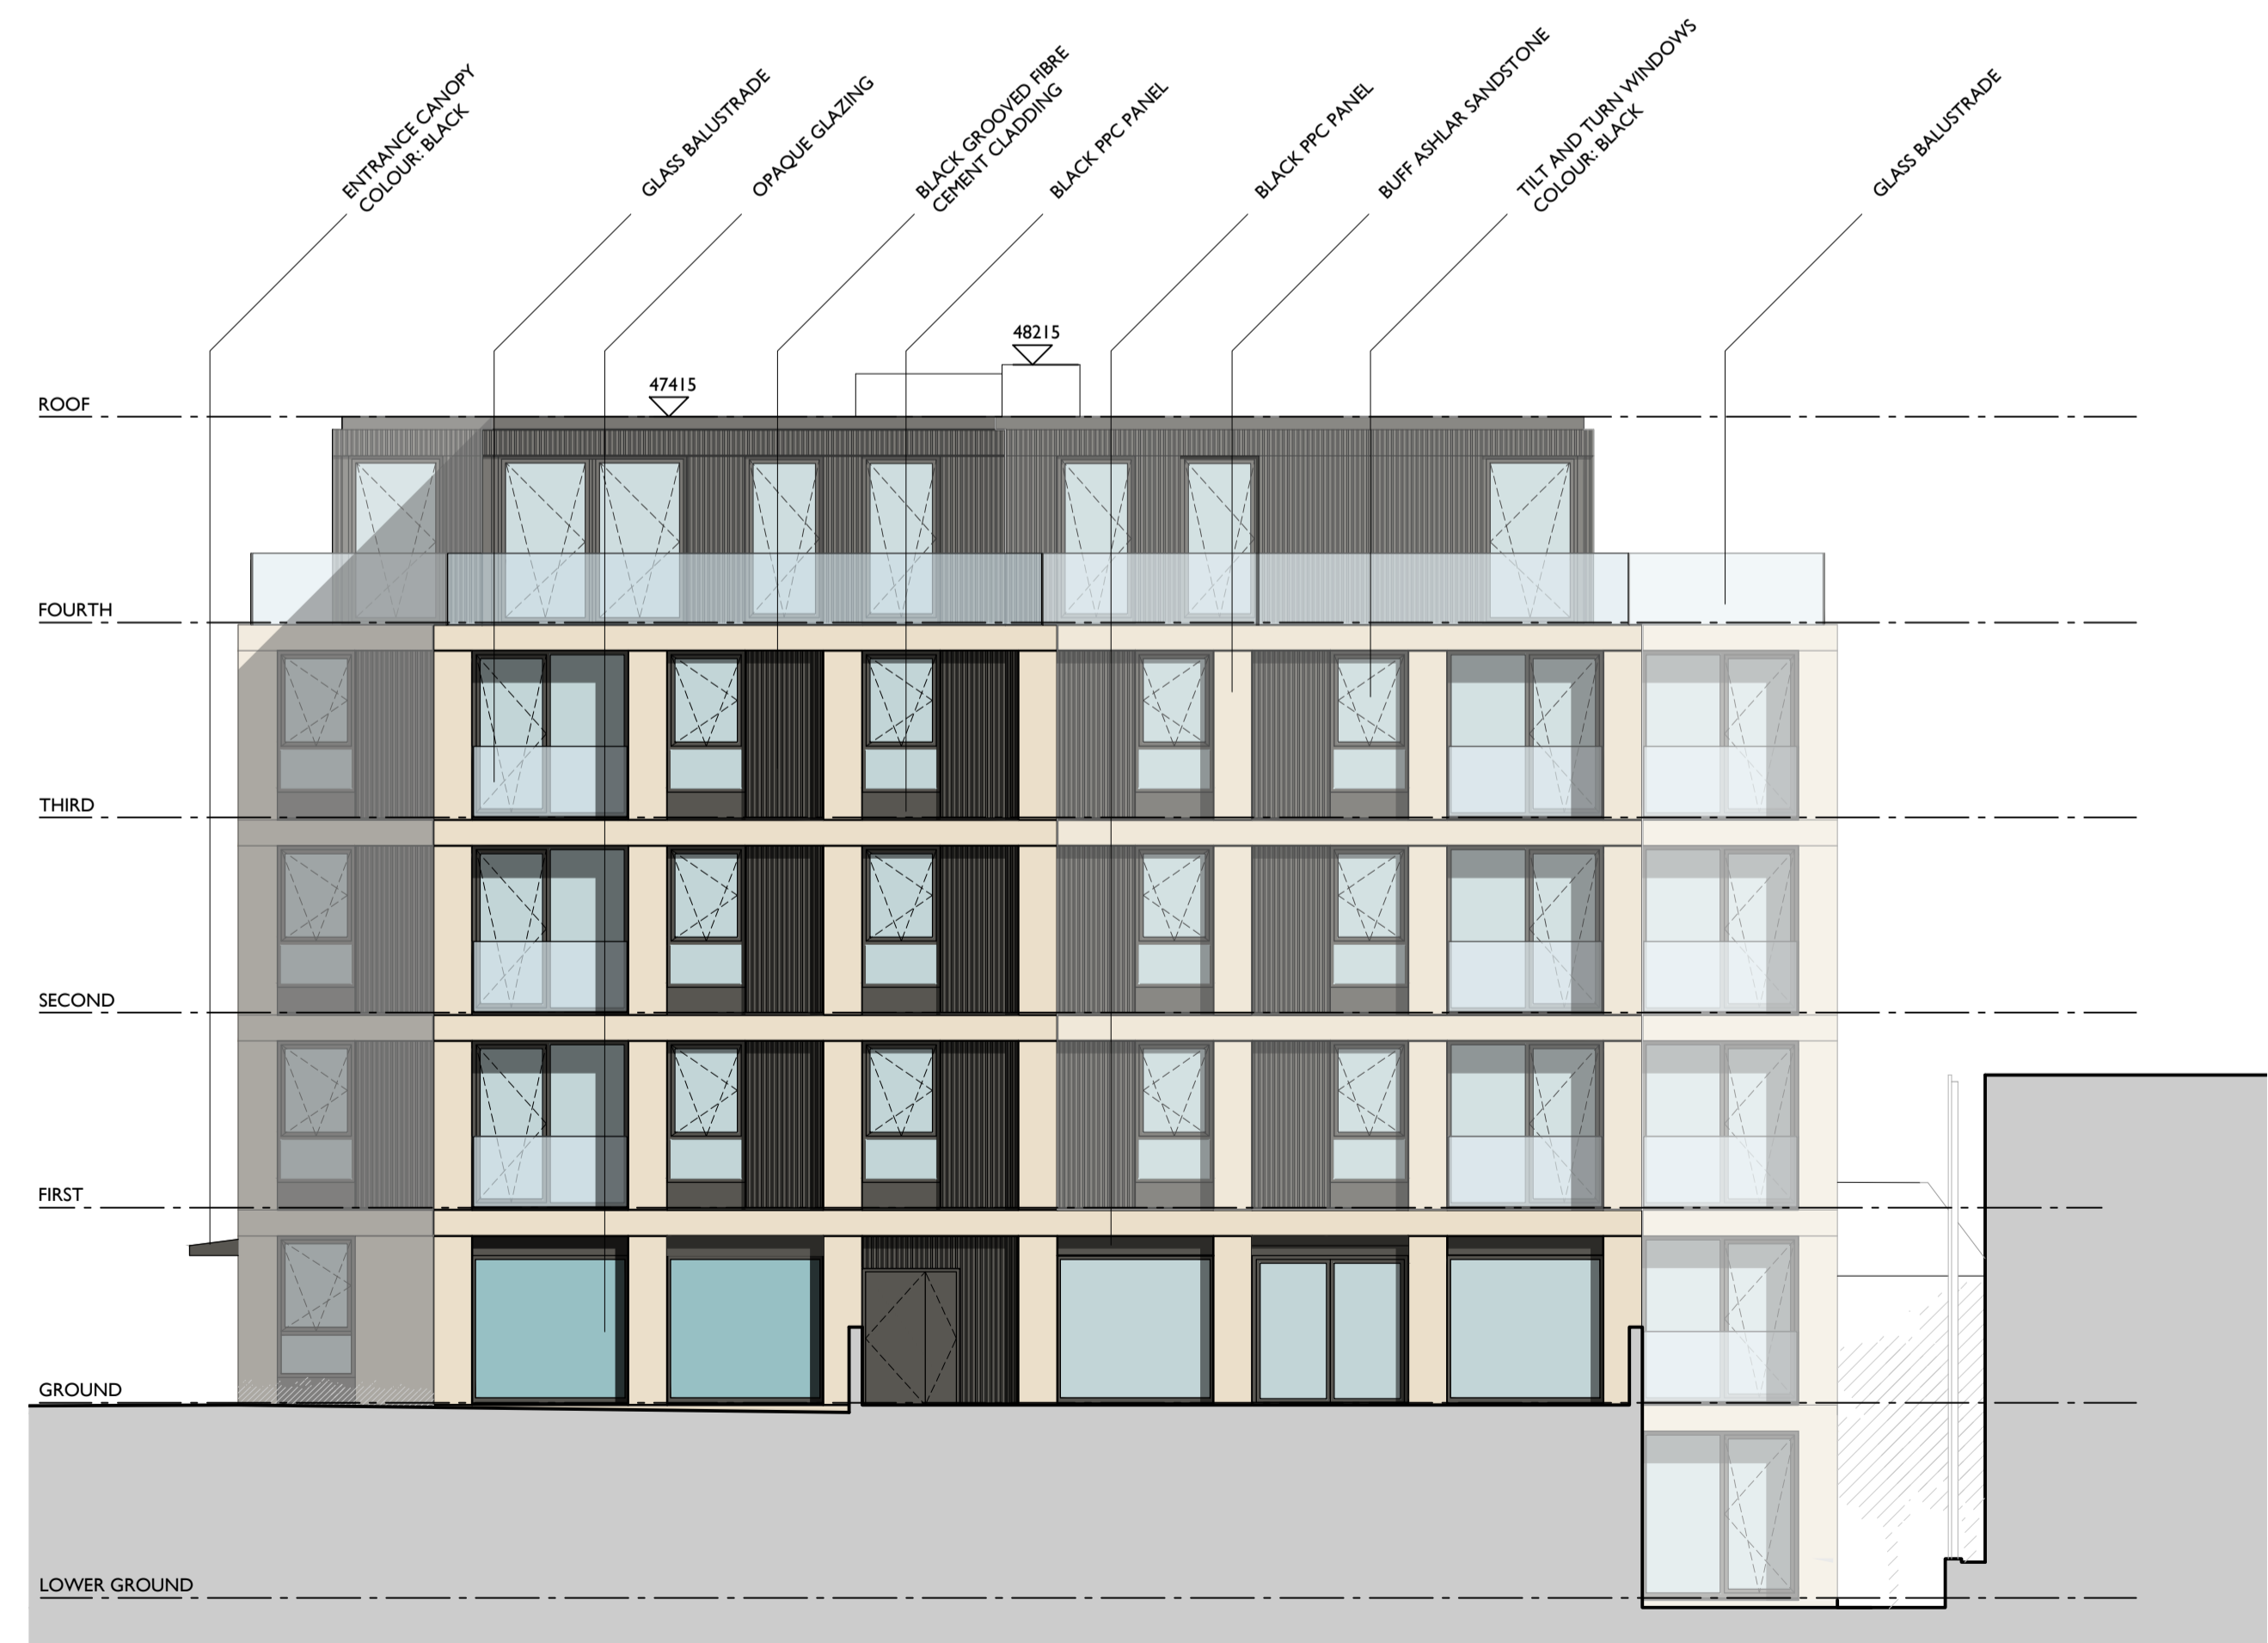 ENTRANCE CANOPY
COLOUR: BLACK
GLASS BALUSTRADE
OPAQUE GLAZING
BLACK GROOVED FIBRE
CEMENT CLADDING
BLACK PPC PANEL
BLACK PPC PANEL
BUFF ASHLAR SANDSTONE
TILT AND TURN WINDOWS
COLOUR: BLACK
GLASS BALUSTRADE
48215
47415
ROOF
FOURTH
THIRD
SECOND
FIRST
GROUND
LOWER GROUND